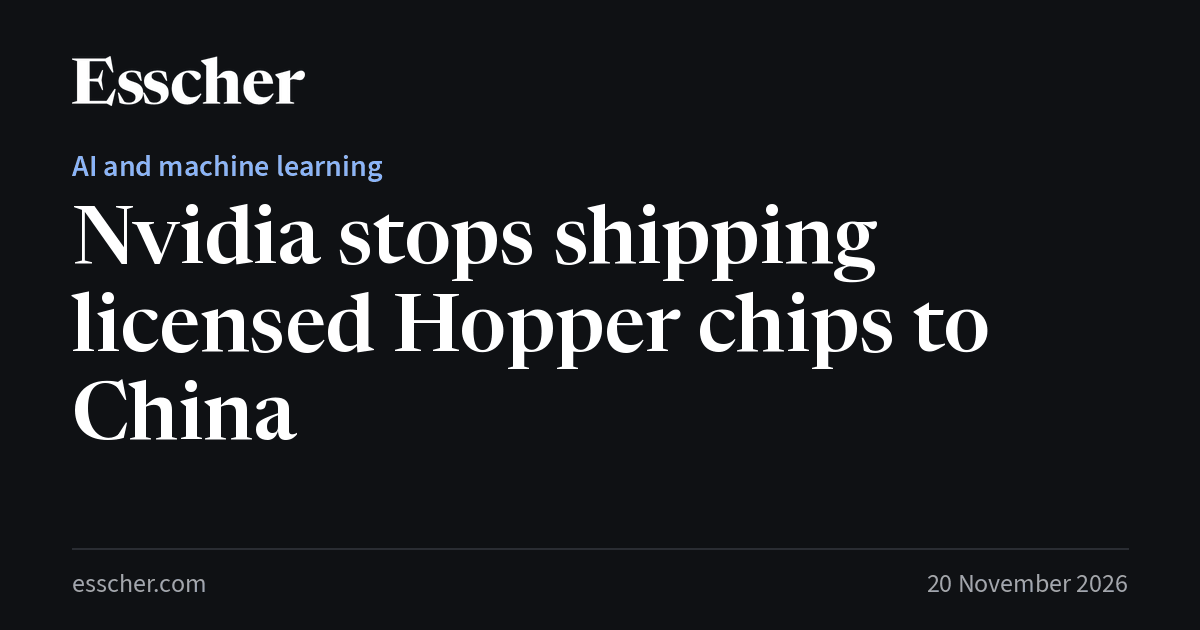 Esscher
AI and machine learning
Nvidia stops shipping
licensed Hopper chips to
China
esscher.com
20 November 2026